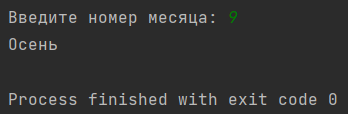 Введите номер месяца: 9
Осень
Process finished with exit code 0